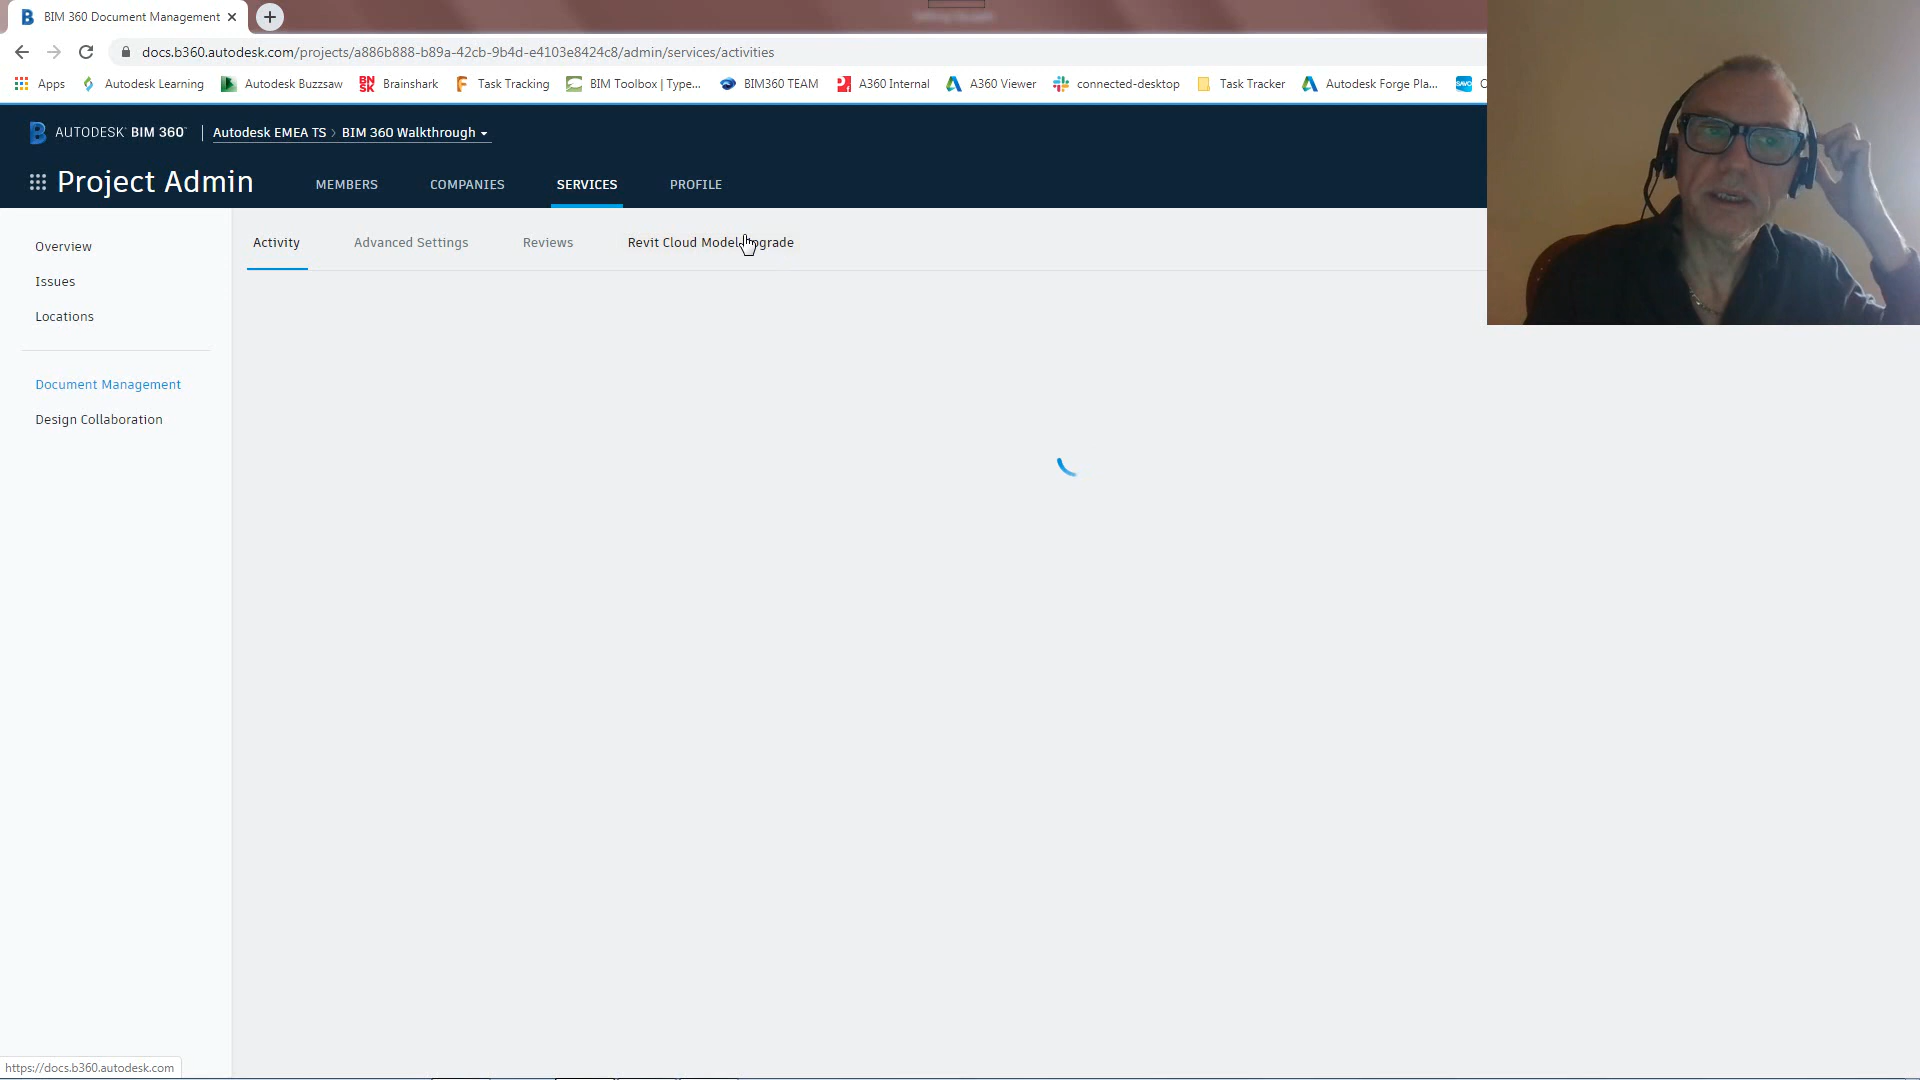 BIM 360 Document Management
docs.b360.autodesk.com/projects/a886b888-b89a-42cb-9b4d-e4103e8424c8/admin/services/activities
Apps Autodesk Learning Autodesk Buzzsaw Brainshark Task Tracking BIM Toolbox | Type... BIM360 TEAM A360 Internal A360 Viewer connected-desktop Task Tracker Autodesk Forge Pla...
AUTODESK BIM 360 Autodesk EMEA TS > BIM 360 Walkthrough
Project Admin MEMBERS COMPANIES SERVICES PROFILE
Activity Advanced Settings Reviews Revit Cloud Model Upgrade
Overview
Issues
Locations
Document Management
Design Collaboration
https://docs.b360.autodesk.com